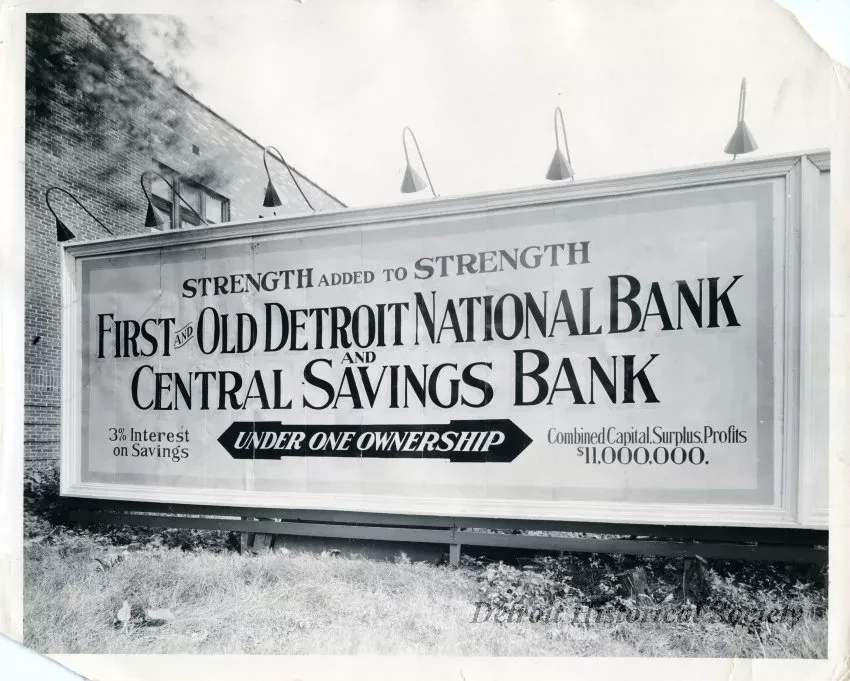 STRENGTH ADDED TO STRENGTH
FIRST AND OLD DETROIT NATIONAL BANK
AND
CENTRAL SAVINGS BANK
3% Interest
on Savings
UNDER ONE OWNERSHIP
Combined Capital, Surplus, Profits
$11,000,000.
Detroit Historical Society